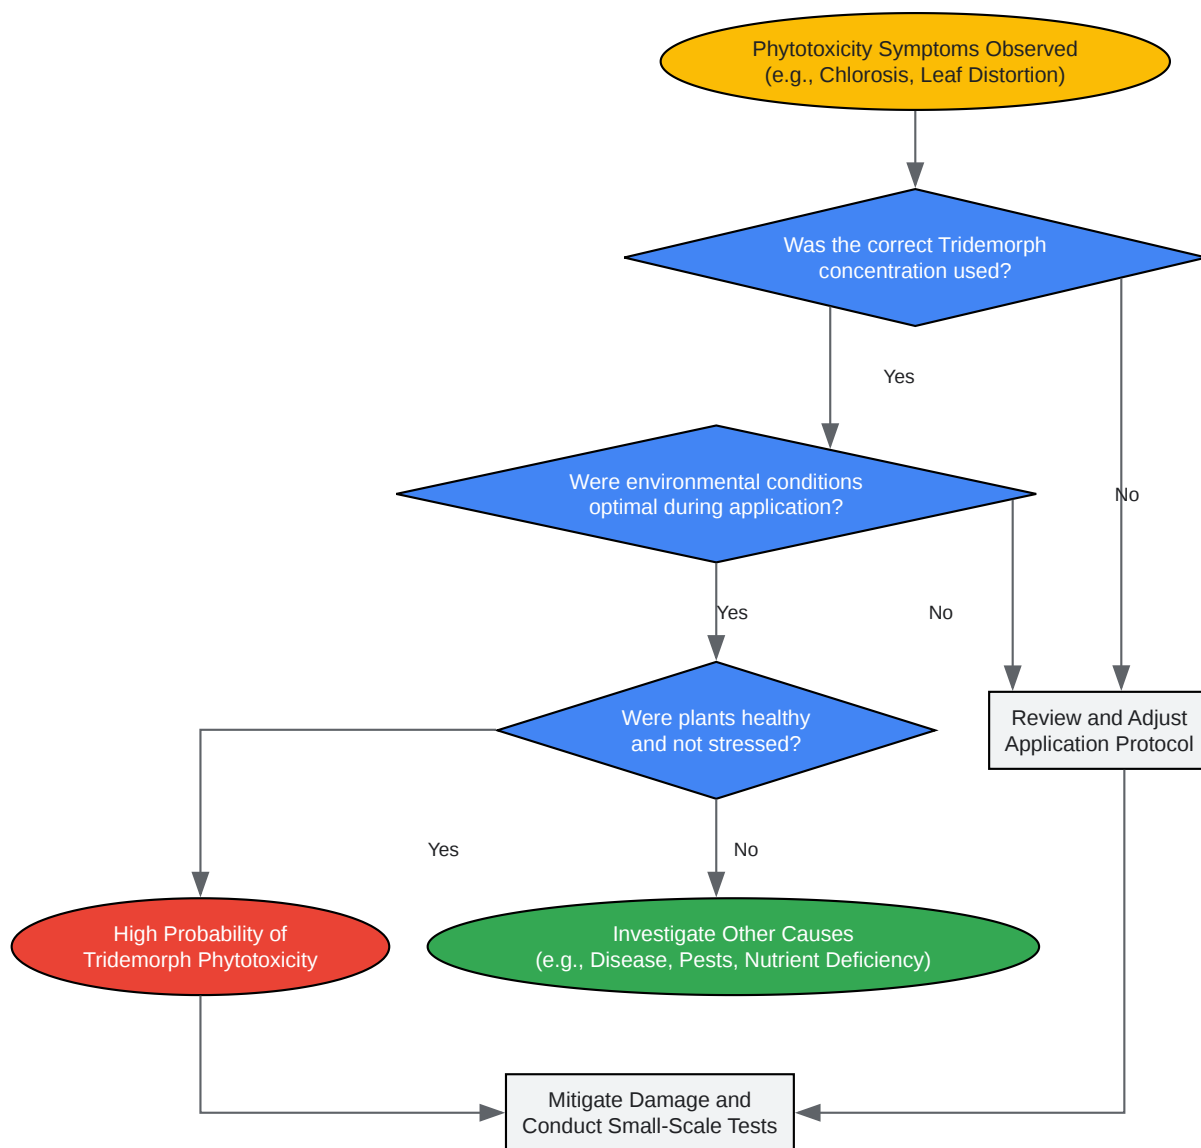 Phytotoxicity Symptoms Observed
(e.g., Chlorosis, Leaf Distortion)
Was the correct Tridemorph
concentration used?
Yes
Were environmental conditions
optimal during application?
No
Yes
No
Were plants healthy
and not stressed?
Review and Adjust
Application Protocol
Yes
No
High Probability of
Tridemorph Phytotoxicity
Investigate Other Causes
(e.g., Disease, Pests, Nutrient Deficiency)
Mitigate Damage and
Conduct Small-Scale Tests